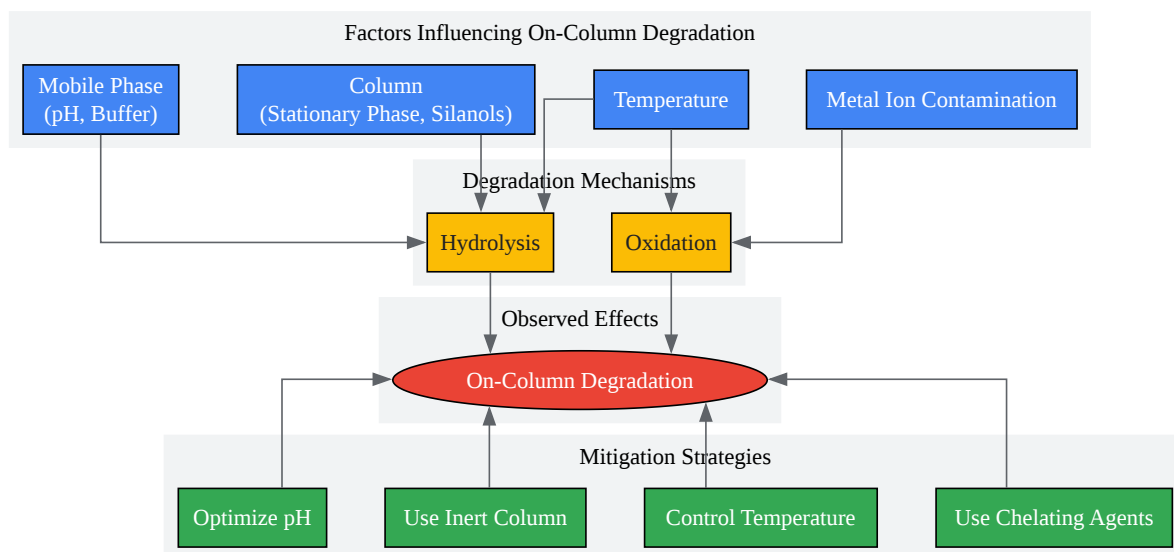 Factors Influencing On-Column Degradation
Mobile Phase
(pH, Buffer)
Column
(Stationary Phase, Silanols)
Temperature
Metal Ion Contamination
Degradation Mechanisms
Hydrolysis
Oxidation
Observed Effects
On-Column Degradation
Mitigation Strategies
Optimize pH
Use Inert Column
Control Temperature
Use Chelating Agents